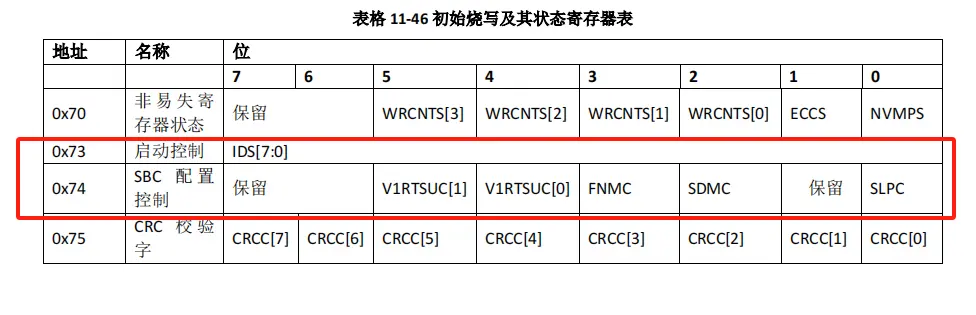 表格 11-46 初始烧写及其状态寄存器表
地址 名称 位
7 6 5 4 3 2 1 0
0x70 非易失寄存器状态 保留 WRCNTS[3] WRCNTS[2] WRCNTS[1] WRCNTS[0] ECCS NVMPS
0x73 启动控制 IDS[7:0]
0x74 SBC 配置控制 保留 V1RTSUC[1] V1RTSUC[0] FNMC SDMC 保留 SLPC
0x75 CRC 校验字 CRCC[7] CRCC[6] CRCC[5] CRCC[4] CRCC[3] CRCC[2] CRCC[1] CRCC[0]